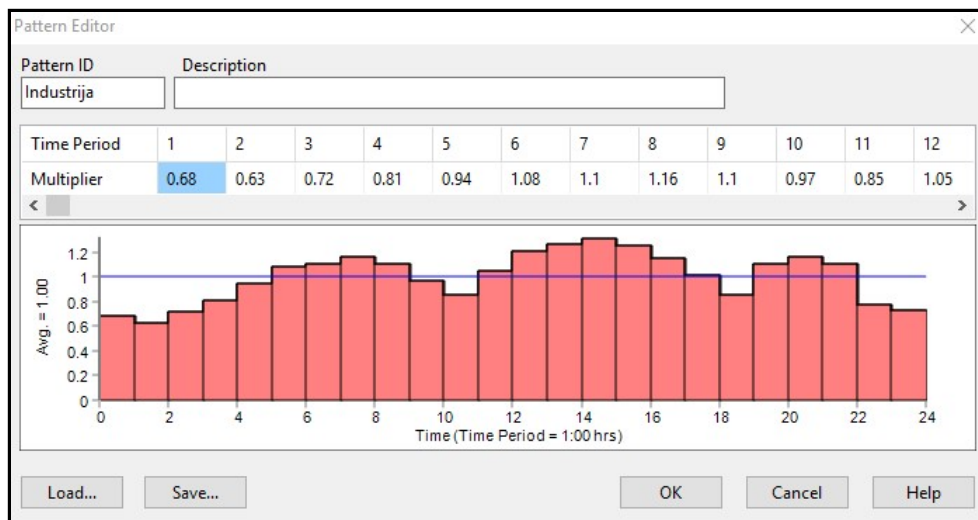 Pattern Editor
Pattern ID Description
Industrija
Time Period 1 2 3 4 5 6 7 8 9 10 11 12
Multiplier 0.68 0.63 0.72 0.81 0.94 1.08 1.1 1.16 1.1 0.97 0.85 1.05
Avg. = 1.00
1.2
1
0.8
0.6
0.4
0.2
0
0 2 4 6 8 10 12 14 16 18 20 22 24
Time (Time Period = 1:00 hrs)
Load... Save... OK Cancel Help